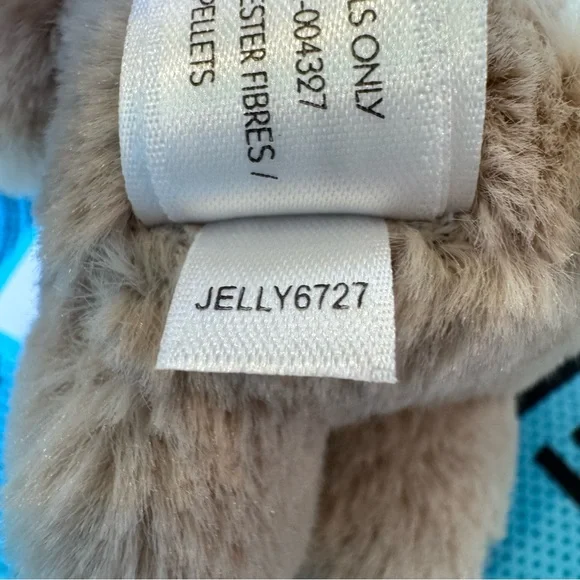 LS ONLY
-004327
ESTER FIBRES /
PELLETS
JELLY6727